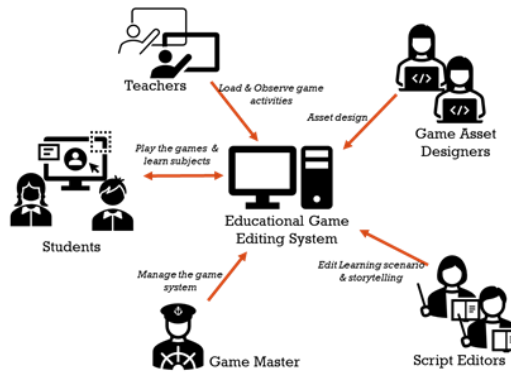 Teachers
Load & Observe game
activities
Asset design
Game Asset
Designers
Play the games &
learn subjects
Students
Educational Game
Editing System
Manage the game
system
Edit Learning scenario
& storytelling
Game Master
Script Editors